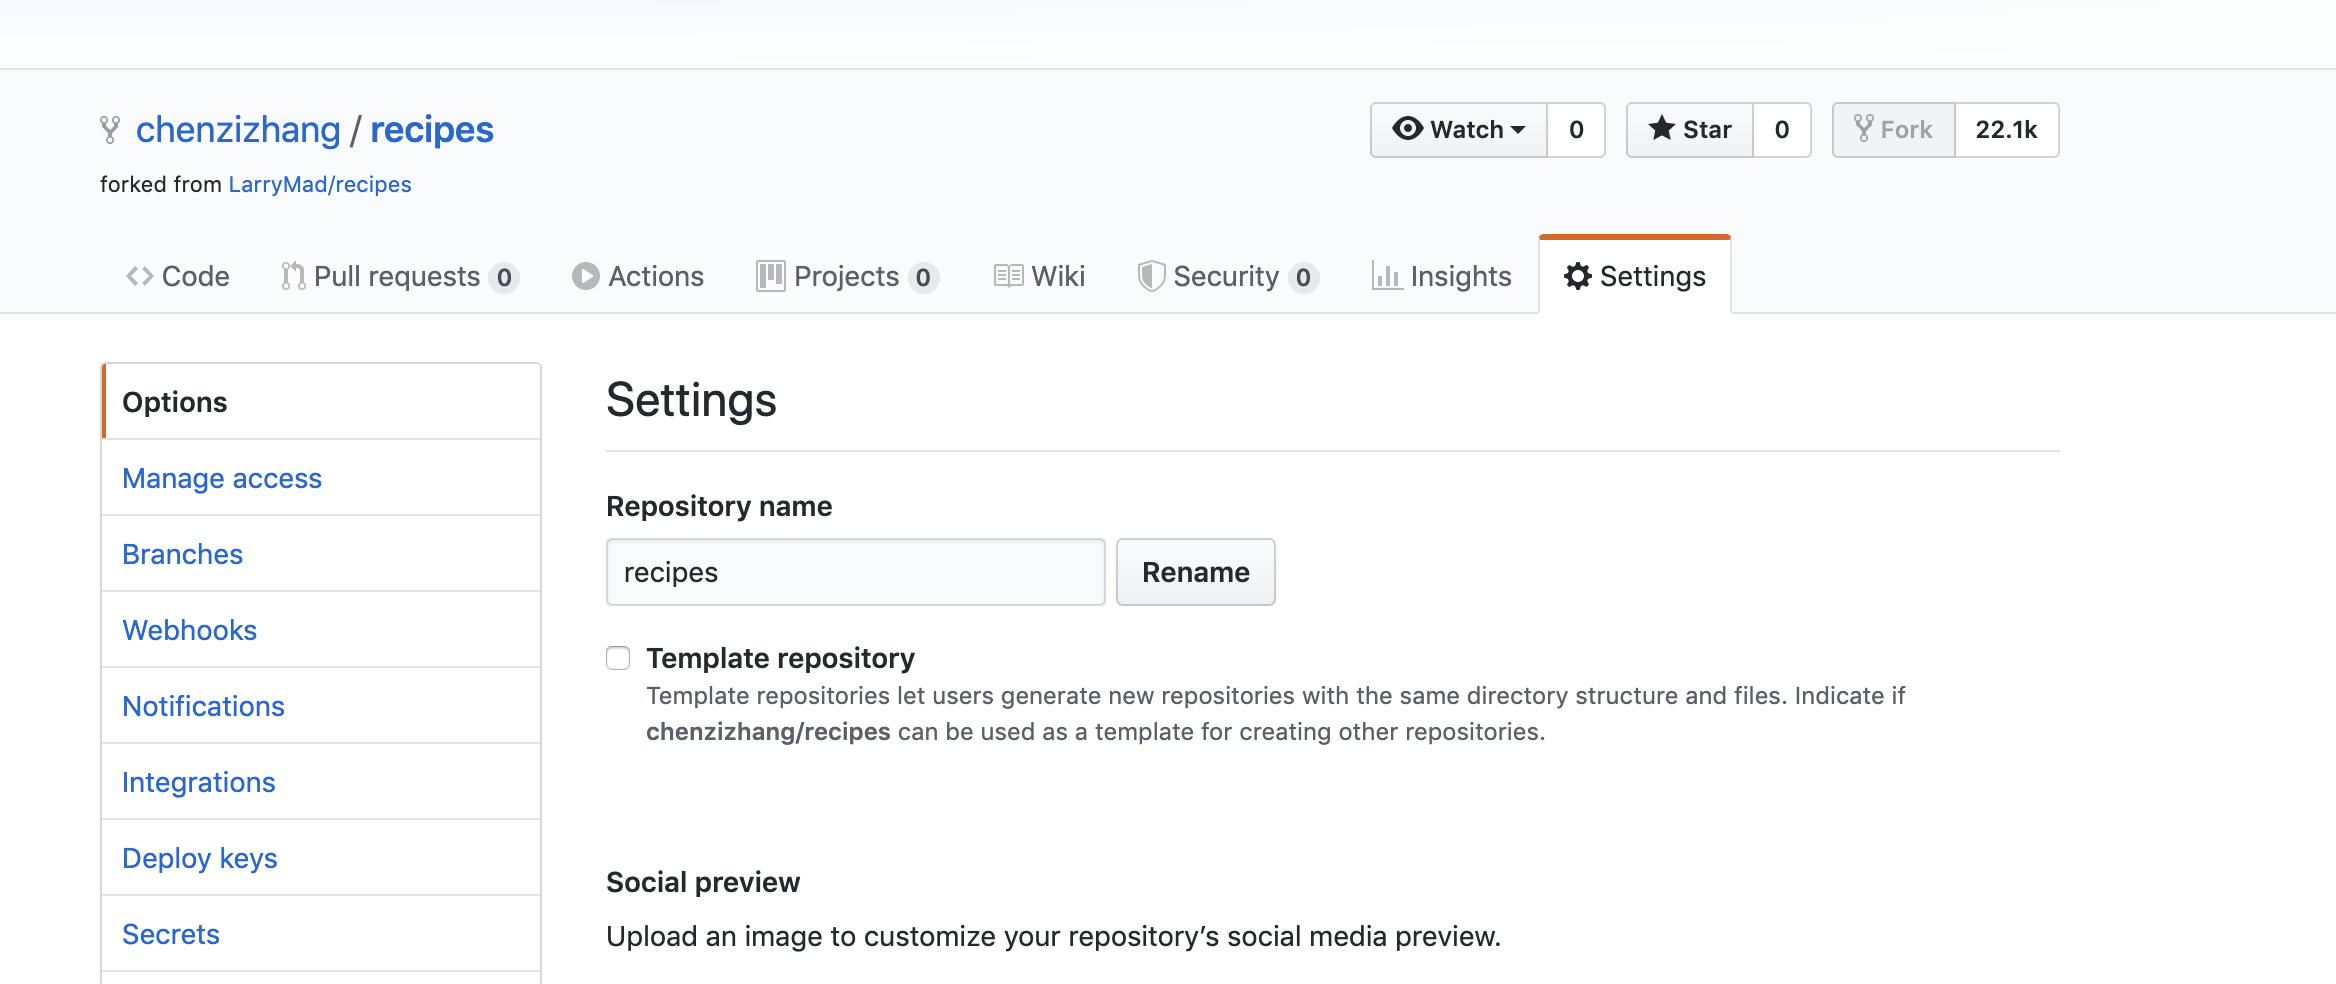 chenzizhang / recipes
Watch 0
Star 0
Fork 22.1k
forked from LarryMad/recipes
Code
Pull requests 0
Actions
Projects 0
Wiki
Security 0
Insights
Settings
Options
Manage access
Branches
Webhooks
Notifications
Integrations
Deploy keys
Secrets
Settings
Repository name
recipes
Rename
Template repository
Template repositories let users generate new repositories with the same directory structure and files. Indicate if
chenzizhang/recipes can be used as a template for creating other repositories.
Social preview
Upload an image to customize your repository’s social media preview.